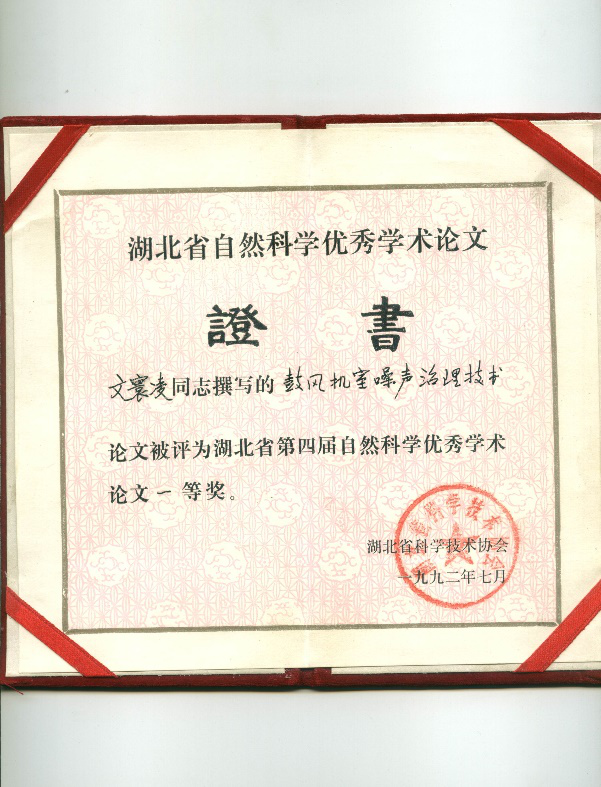 湖北省自然科学优秀学术论文
證書
文寰凌同志撰写的鼓风机室噪声治理技术
论文被评为湖北省第四届自然科学优秀学术
论文一等奖。
湖北省科学技术协会
一九九二年七月